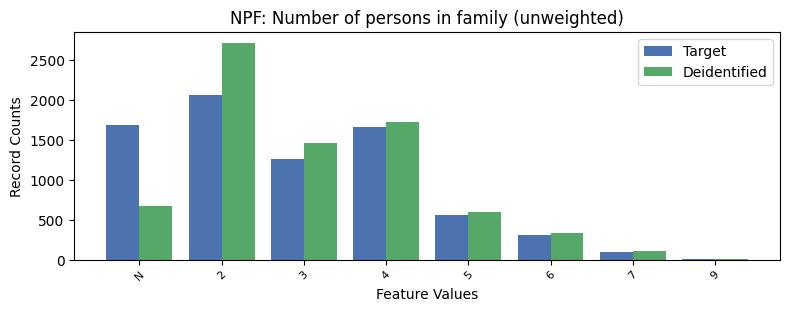 NPF: Number of persons in family (unweighted)
Target
Deidentified
Record Counts
2500
2000
1500
1000
500
0
N
2
3
4
5
6
7
9
Feature Values